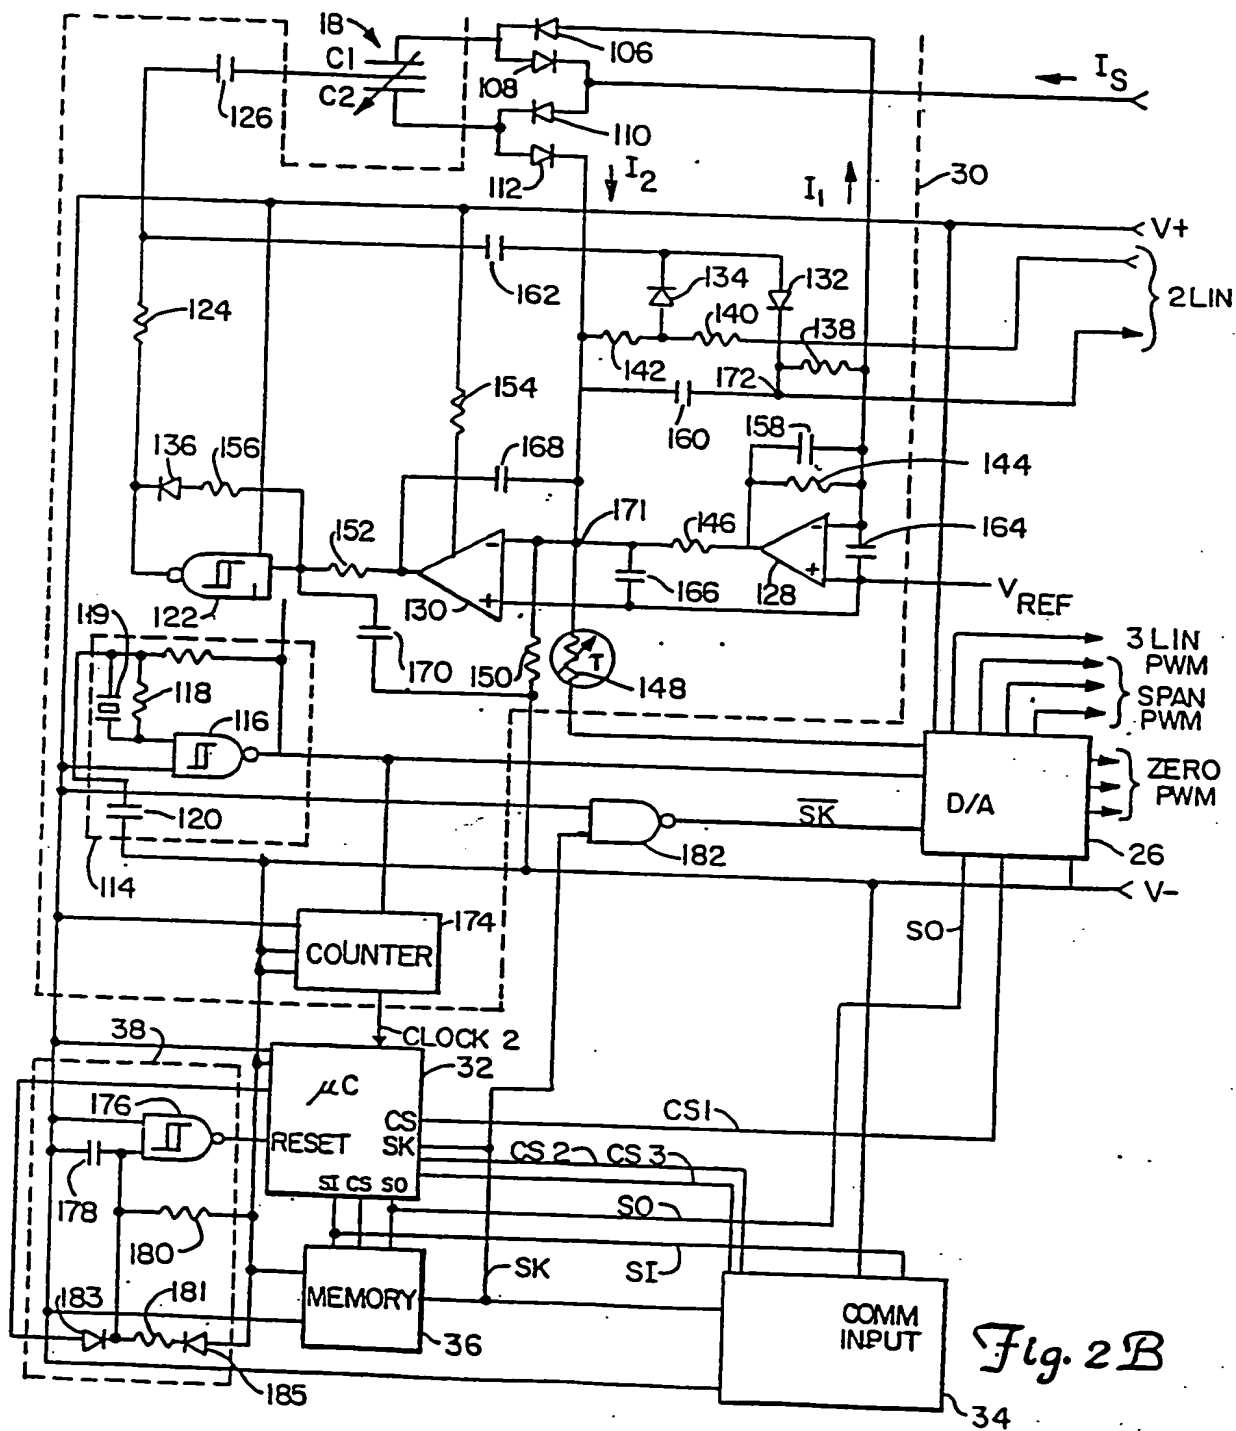 18
C1
C2
126
106
108
110
112
I2
I1
IS
30
V+
2LIN
124
162
134
132
140
138
142
172
160
154
136
156
168
158
144
152
171
146
164
130
166
128
VREF
122
119
170
150
T
148
3 LIN
PWM
SPAN
PWM
118
116
ZERO
PWM
D/A
120
SK
182
26
114
V-
174
COUNTER
SO
38
CLOCK 2
32
μC
176
CS
CS1
RESET
SK
CS 2
CS 3
SI CS SO
178
SO
180
SI
SK
183
181
MEMORY
36
COMM
INPUT
185
34
Fig. 2B